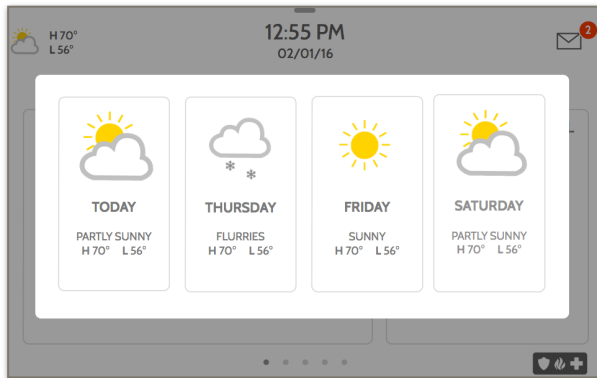 H 70°
L 56°
12:55 PM
02/01/16
2
TODAY
PARTLY SUNNY
H 70° L 56°
THURSDAY
FLURRIES
H 70° L 56°
FRIDAY
SUNNY
H 70° L 56°
SATURDAY
PARTLY SUNNY
H 70° L 56°